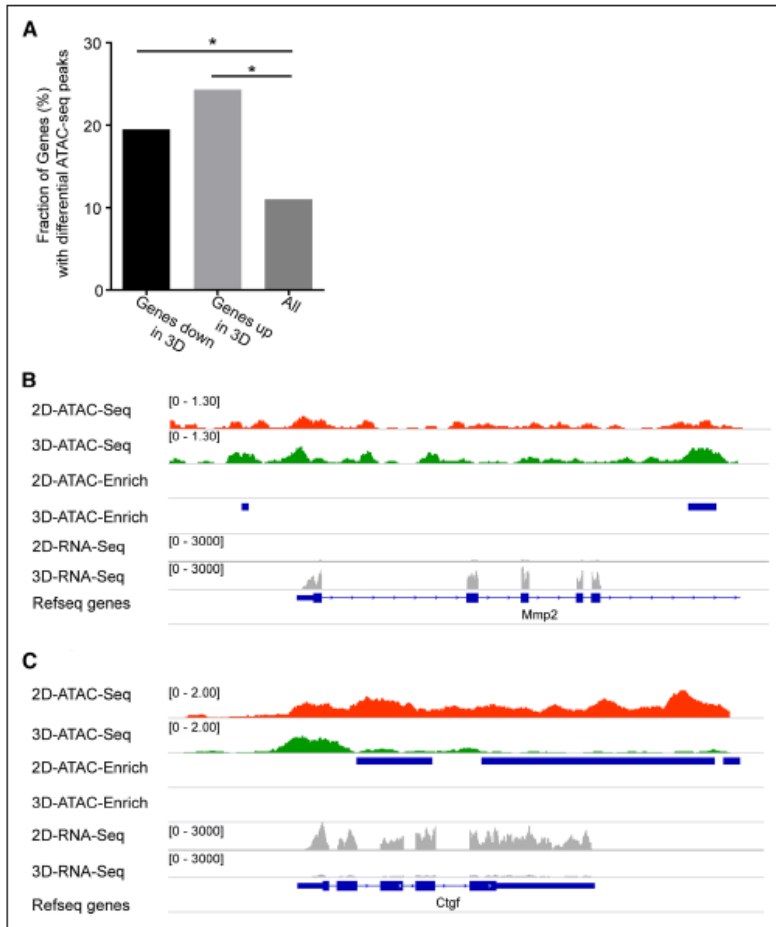 A
30
20
10
0
Fraction of Genes (%)
with differential ATAC-seq peaks
*
*
Genes down
in 3D
Genes up
in 3D
All
B
2D-ATAC-Seq [0 - 1.30]
3D-ATAC-Seq [0 - 1.30]
2D-ATAC-Enrich
3D-ATAC-Enrich
2D-RNA-Seq [0 - 3000]
3D-RNA-Seq [0 - 3000]
Refseq genes
Mmp2
C
2D-ATAC-Seq [0 - 2.00]
3D-ATAC-Seq [0 - 2.00]
2D-ATAC-Enrich
3D-ATAC-Enrich
2D-RNA-Seq [0 - 3000]
3D-RNA-Seq [0 - 3000]
Ctgf
Refseq genes